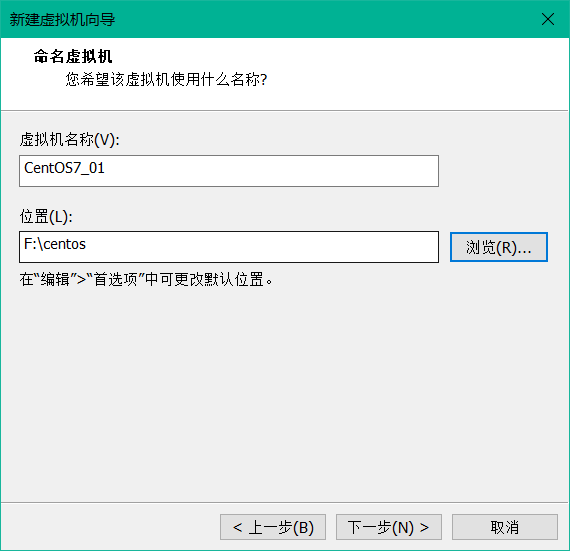 新建虚拟机向导
命名虚拟机
您希望该虚拟机使用什么名称?
虚拟机名称(V):
CentOS7_01
位置(L):
F:\centos
浏览(R)...
在“编辑”>“首选项”中可更改默认位置。
< 上一步(B)
下一步(N) >
取消